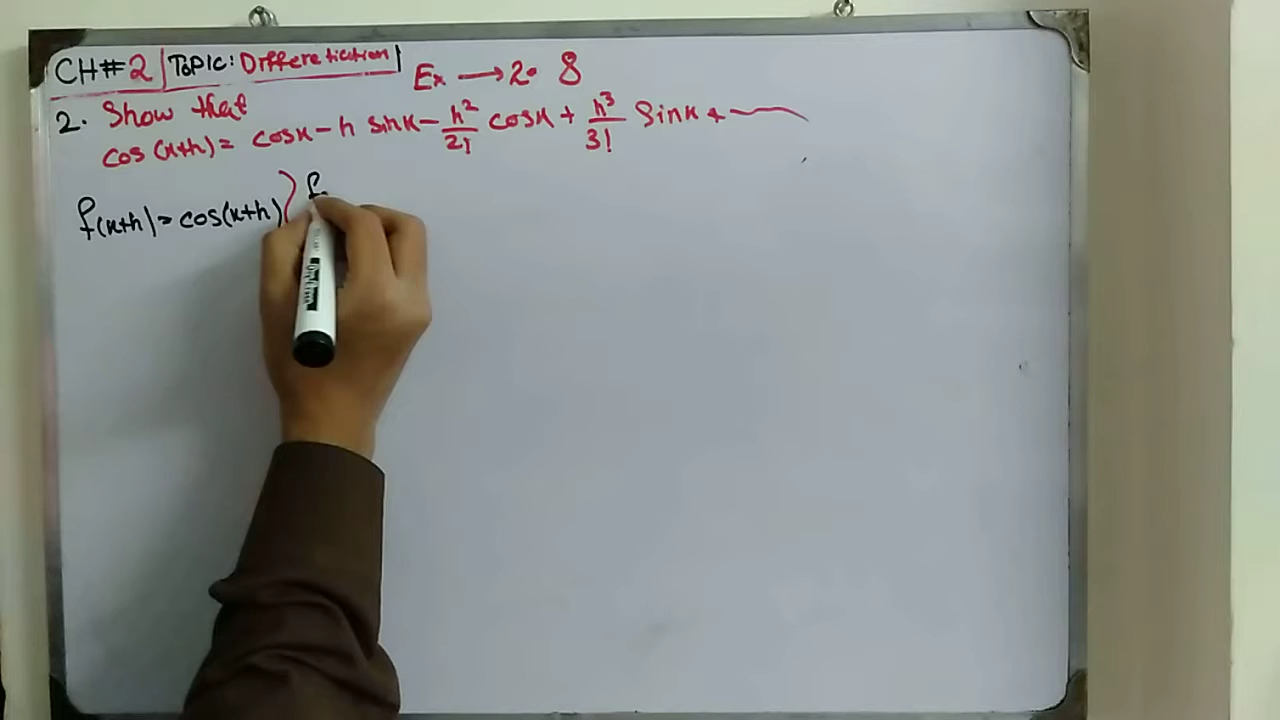 CH#2 | TOPIC: Differetiction | Ex → 2.8
2. Show that
cos(x+h) = cosx - h sinx - h²/2! cosx + h³/3! Sinx + ――
f(x+h) = cos(x+h) ) f